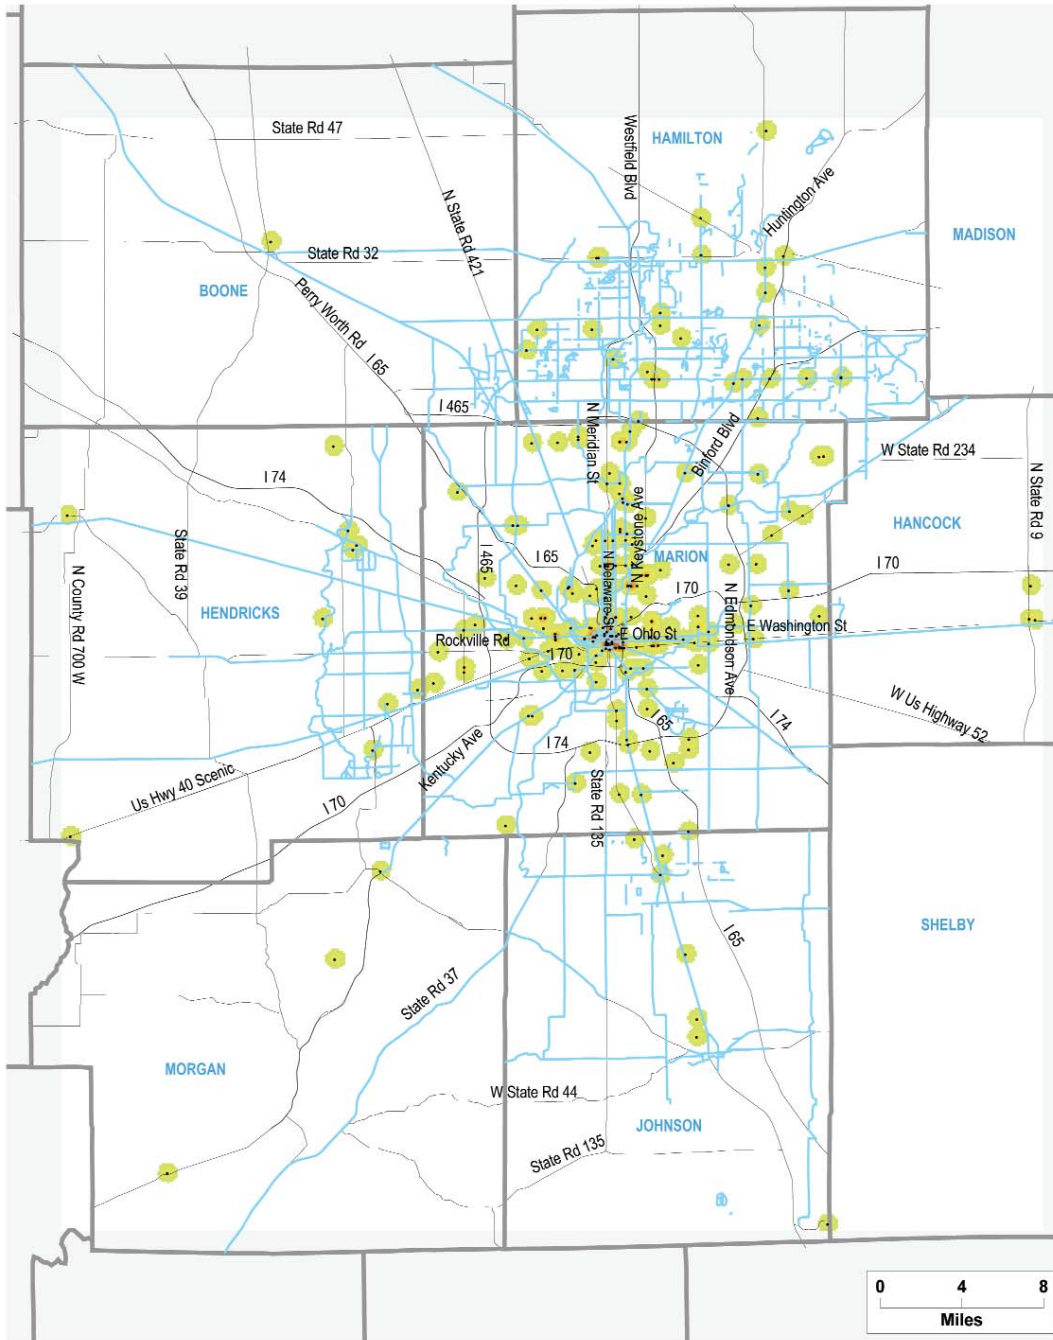 State Rd 47
HAMILTON
Westfield Blvd
Huntington Ave
N State Rd 421
MADISON
State Rd 32
BOONE
Perry Worth Rd
I 65
I 465
N Meridian St
Binford Blvd
W State Rd 234
I 74
N State Rd 9
N Keystone Ave
HANCOCK
State Rd 39
I 65
I 465
MARION
I 70
N County Rd 700 W
HENDRICKS
N Delaware St
I 70
N Edmondson Ave
E Washington St
Rockville Rd
E Ohio St
I 70
W Us Highway 52
I 65
I 74
I 74
Kentucky Ave
Us Hwy 40 Scenic
I 70
State Rd 135
SHELBY
I 65
State Rd 37
MORGAN
W State Rd 44
JOHNSON
State Rd 135
0 4 8
Miles